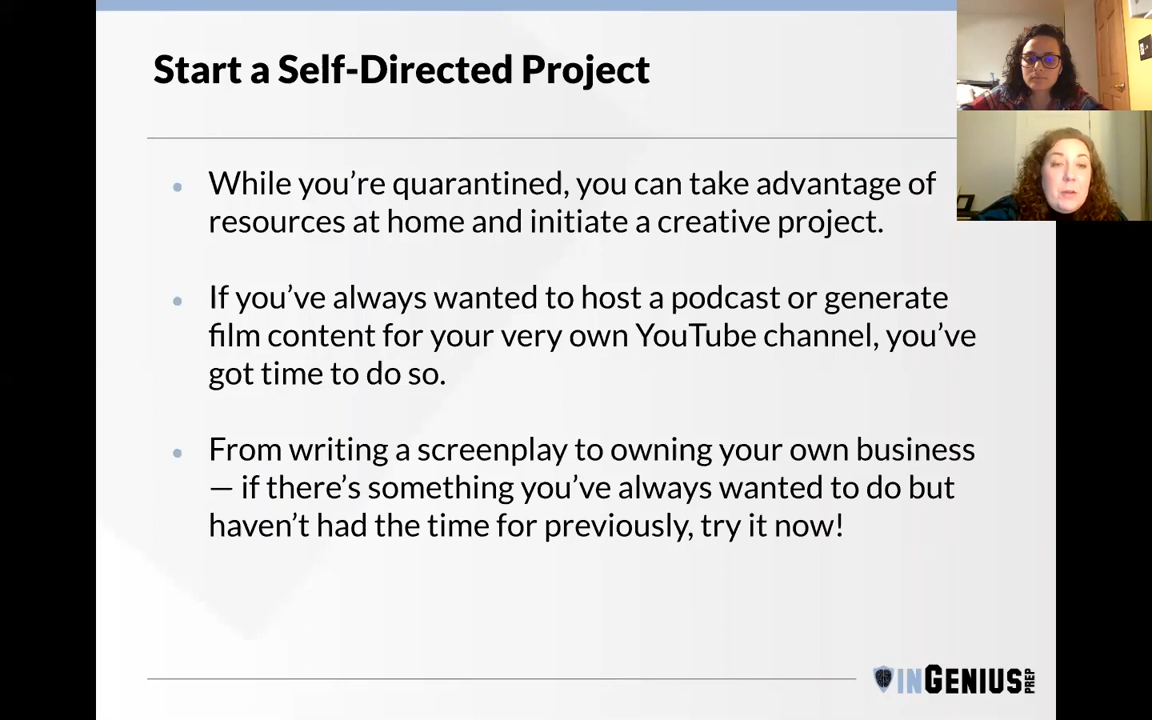 Start a Self-Directed Project
While you’re quarantined, you can take advantage of
resources at home and initiate a creative project.
If you’ve always wanted to host a podcast or generate
film content for your very own YouTube channel, you’ve
got time to do so.
From writing a screenplay to owning your own business
— if there’s something you’ve always wanted to do but
haven’t had the time for previously, try it now!
INGENIUS PREP